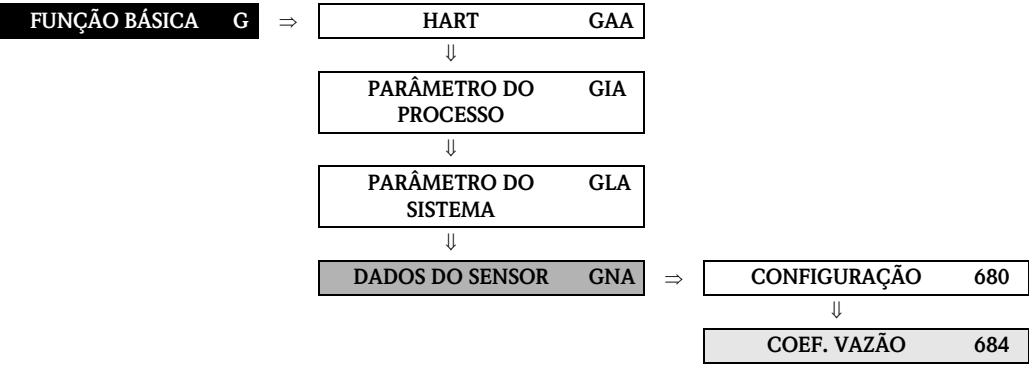 FUNÇÃO BÁSICA G ⇒ HART GAA
⇓
PARÂMETRO DO GIA
PROCESSO
⇓
PARÂMETRO DO GLA
SISTEMA
⇓
DADOS DO SENSOR GNA ⇒ CONFIGURAÇÃO 680
⇓
COEF. VAZÃO 684